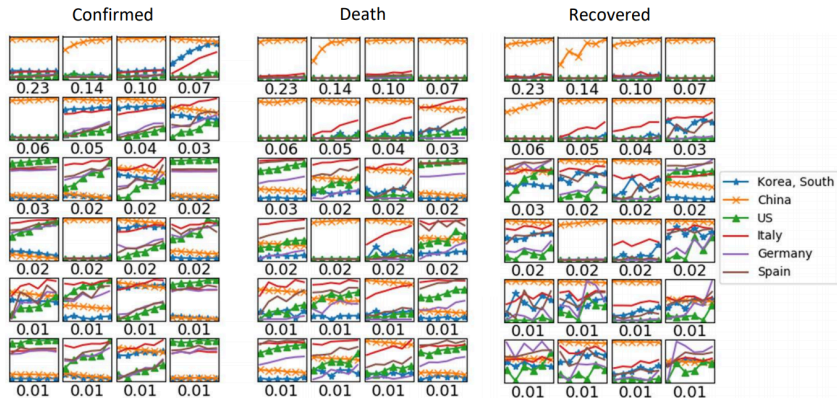 Confirmed Death Recovered
0.23 0.14 0.10 0.07 0.23 0.14 0.10 0.07 0.23 0.14 0.10 0.07
0.06 0.05 0.04 0.03 0.06 0.05 0.04 0.03 0.06 0.05 0.04 0.03
0.03 0.02 0.02 0.02 0.03 0.02 0.02 0.02 0.03 0.02 0.02 0.02
0.02 0.02 0.02 0.02 0.02 0.02 0.02 0.02 0.02 0.02 0.02 0.02
0.01 0.01 0.01 0.01 0.01 0.01 0.01 0.01 0.01 0.01 0.01 0.01
0.01 0.01 0.01 0.01 0.01 0.01 0.01 0.01 0.01 0.01 0.01 0.01
Korea, South
China
US
Italy
Germany
Spain